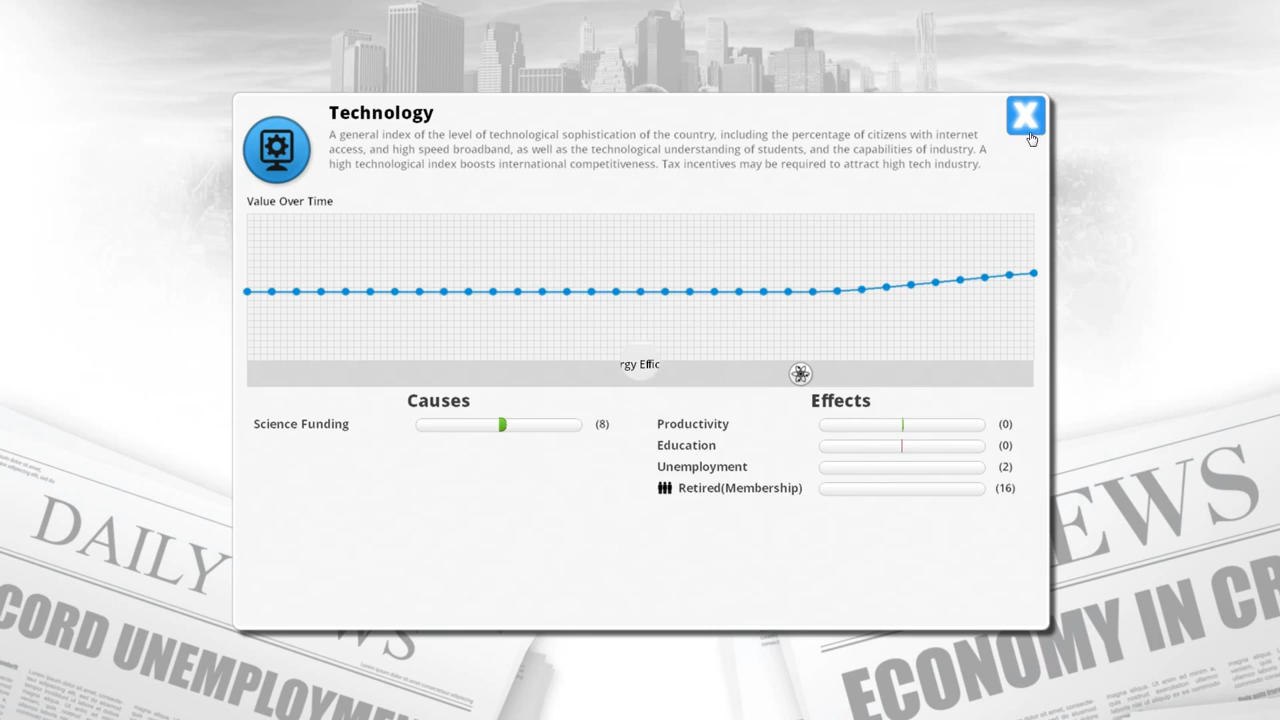 Technology
A general index of the level of technological sophistication of the country, including the percentage of citizens with internet
access, and high speed broadband, as well as the technological understanding of students, and the capabilities of industry. A
high technological index boosts international competitiveness. Tax incentives may be required to attract high tech industry.
X
Value Over Time
rgy Effic
Causes
Effects
Science Funding (8)
Productivity (0)
Education (0)
Unemployment (2)
Retired(Membership) (16)
DAILY
NEWS
CORD UNEMPLOYME
WS
EWS
ECONOMY IN CR